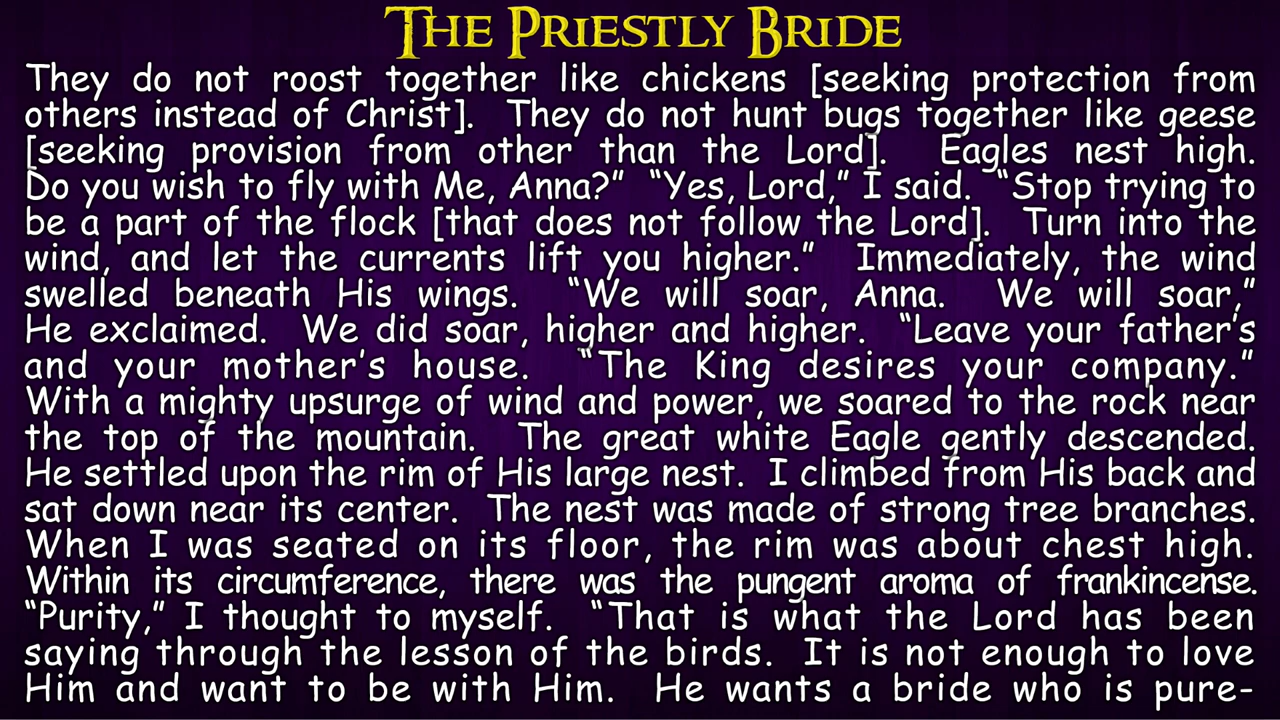 The Priestly Bride
They do not roost together like chickens [seeking protection from
others instead of Christ].  They do not hunt bugs together like geese
[seeking provision from other than the Lord].  Eagles nest high.
Do you wish to fly with Me, Anna?”  “Yes, Lord,” I said.  “Stop trying to
be a part of the flock [that does not follow the Lord].  Turn into the
wind, and let the currents lift you higher.”  Immediately, the wind
swelled beneath His wings.  “We will soar, Anna.  We will soar,”
He exclaimed.  We did soar, higher and higher.  “Leave your father’s
and your mother’s house.  “The King desires your company.”
With a mighty upsurge of wind and power, we soared to the rock near
the top of the mountain.  The great white Eagle gently descended.
He settled upon the rim of His large nest.  I climbed from His back and
sat down near its center.  The nest was made of strong tree branches.
When I was seated on its floor, the rim was about chest high.
Within its circumference, there was the pungent aroma of frankincense.
“Purity,” I thought to myself.  “That is what the Lord has been
saying through the lesson of the birds.  It is not enough to love
Him and want to be with Him.  He wants a bride who is pure-